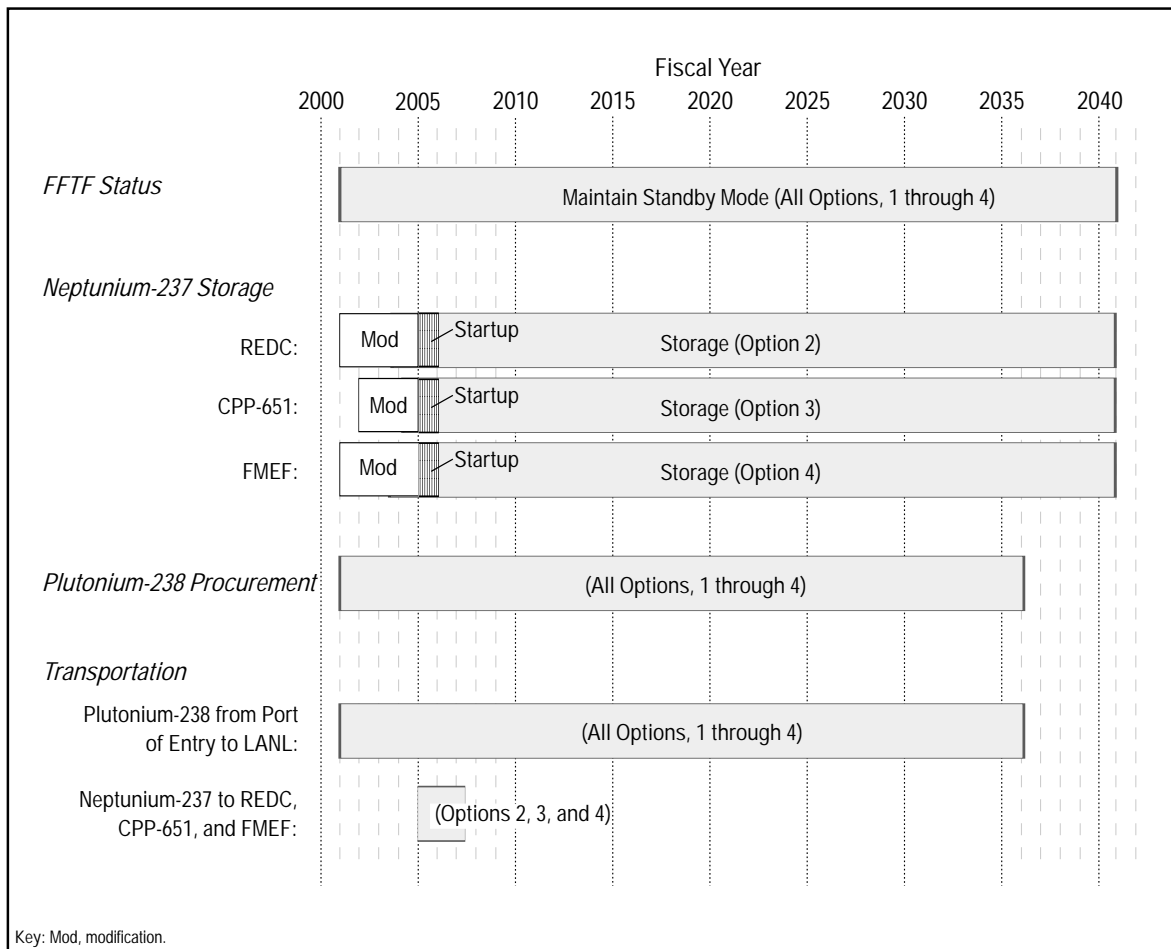 Fiscal Year
2000 2005 2010 2015 2020 2025 2030 2035 2040
FFTF Status
Maintain Standby Mode (All Options, 1 through 4)
Neptunium-237 Storage
REDC: Mod Startup Storage (Option 2)
CPP-651: Mod Startup Storage (Option 3)
FMEF: Mod Startup Storage (Option 4)
Plutonium-238 Procurement (All Options, 1 through 4)
Transportation
Plutonium-238 from Port
of Entry to LANL:
(All Options, 1 through 4)
Neptunium-237 to REDC,
CPP-651, and FMEF:
(Options 2, 3, and 4)
Key: Mod, modification.